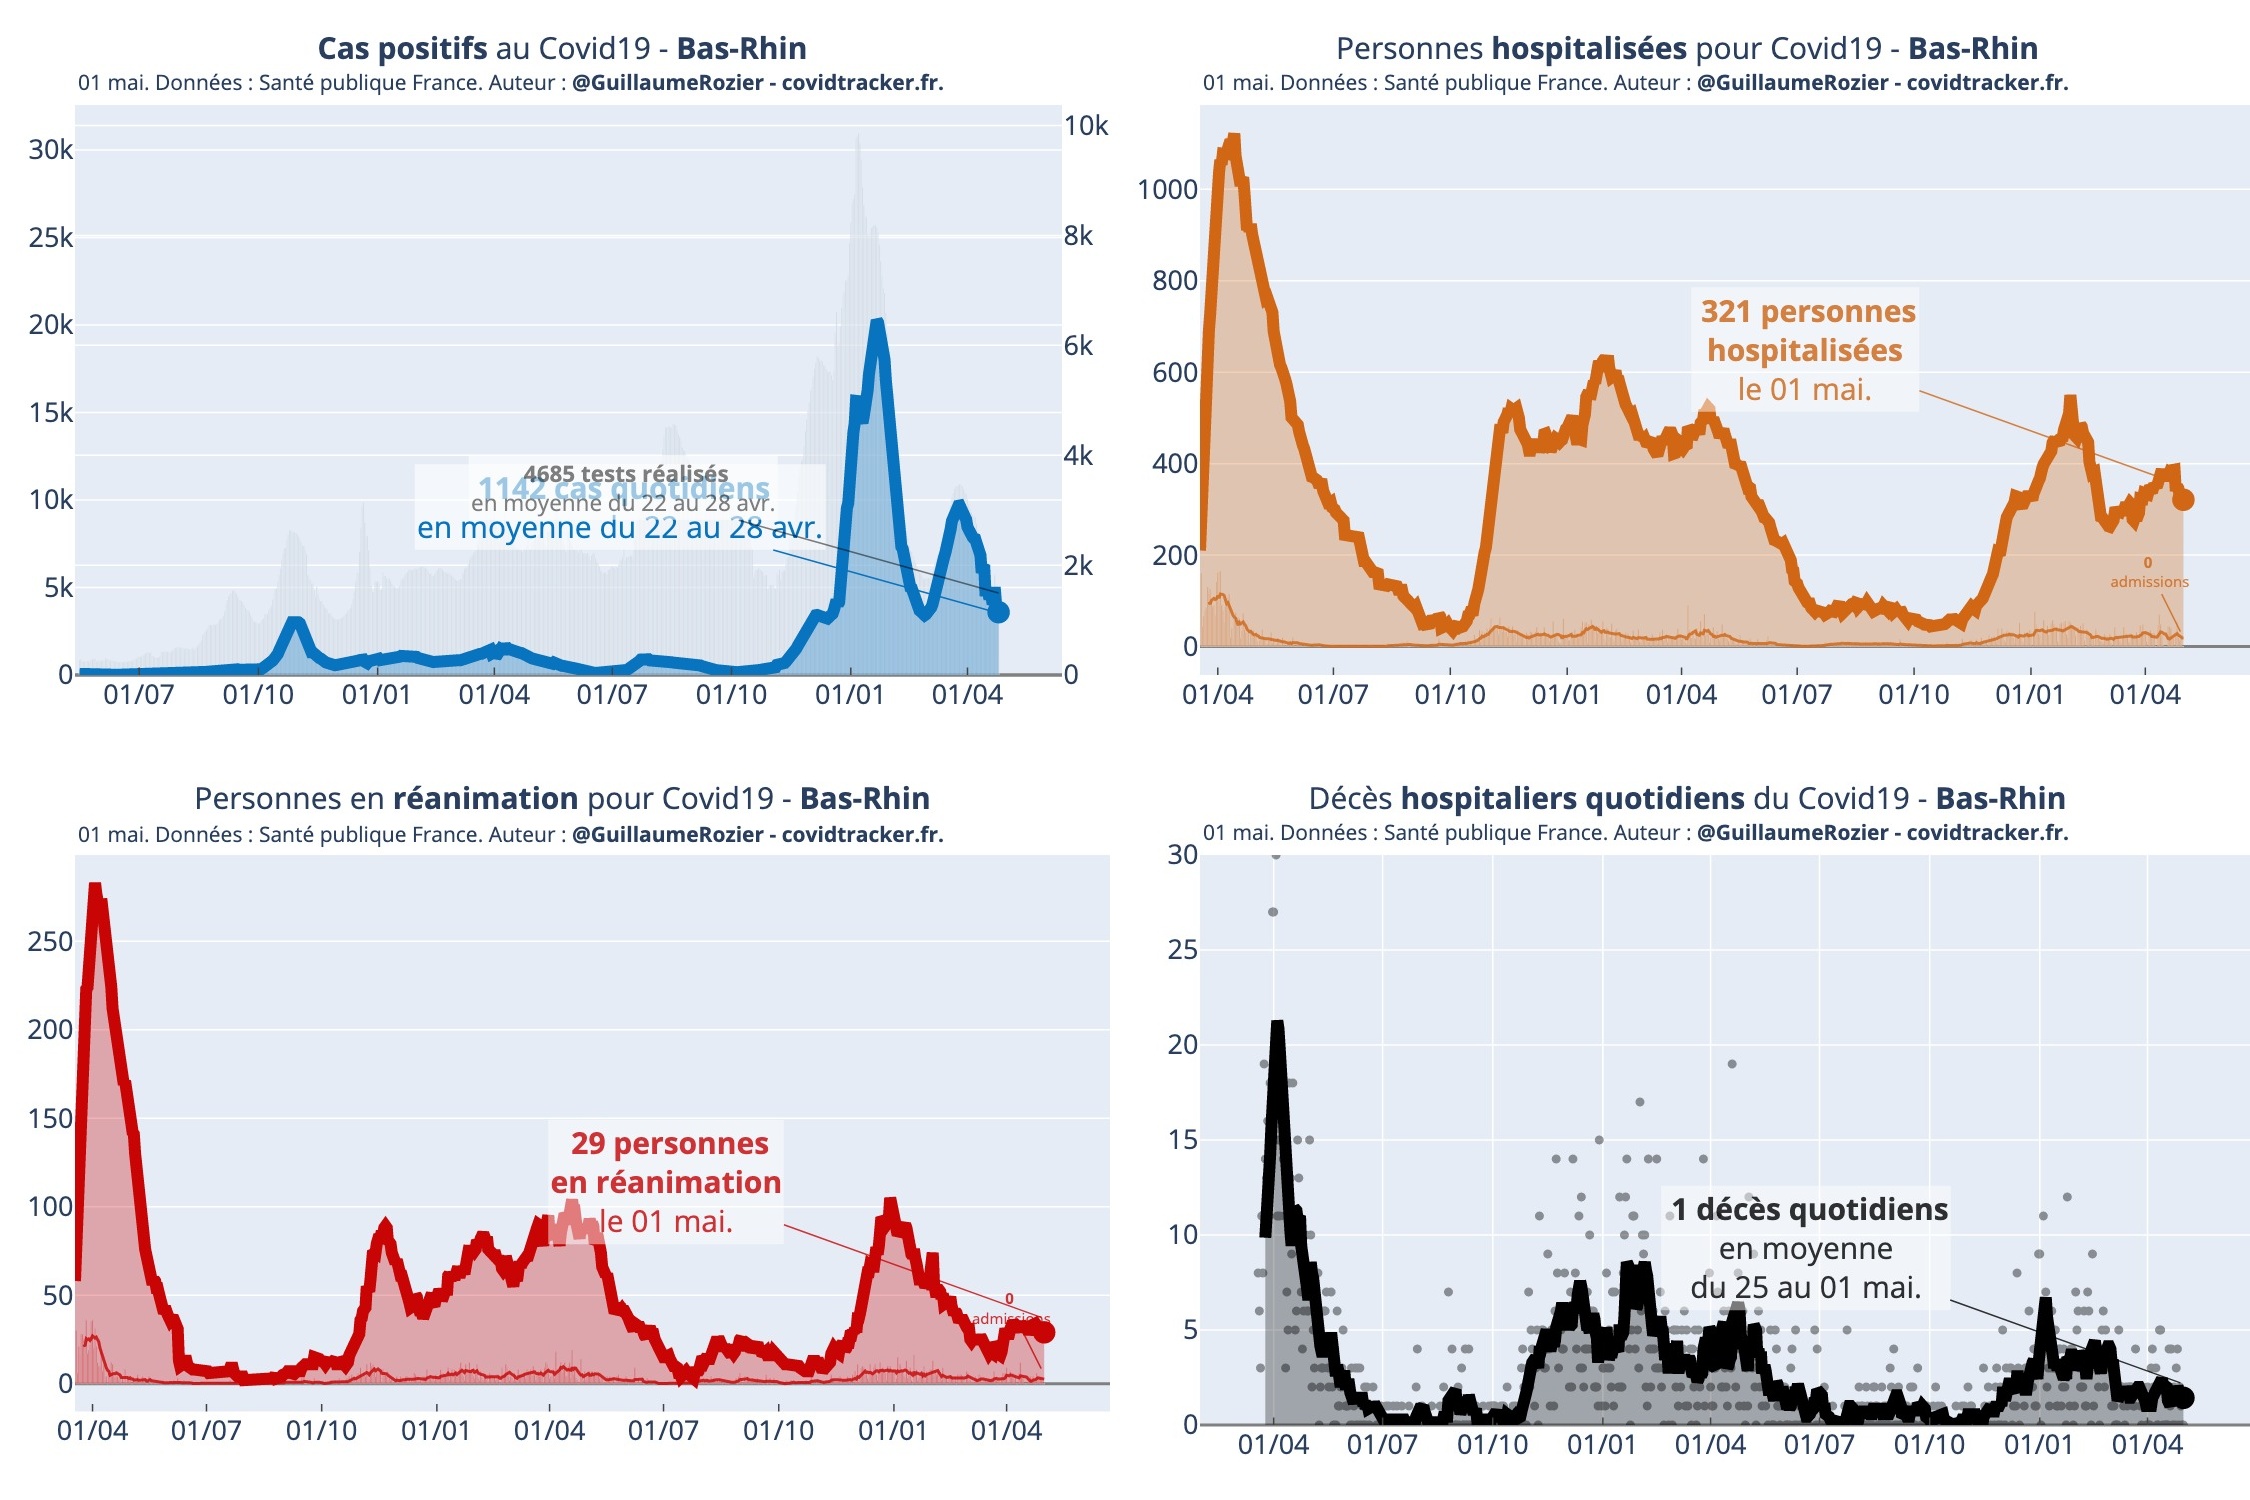 Cas positifs au Covid19 - Bas-Rhin
01 mai. Données : Santé publique France. Auteur : @GuillaumeRozier - covidtracker.fr.
30k
25k
20k
15k
10k
5k
0
10k
8k
6k
4k
2k
0
4685 tests réalisés
en moyenne du 22 au 28 avr.
1142 cas quotidiens
en moyenne du 22 au 28 avr.
01/07 01/10 01/01 01/04 01/07 01/10 01/01 01/04
Personnes hospitalisées pour Covid19 - Bas-Rhin
01 mai. Données : Santé publique France. Auteur : @GuillaumeRozier - covidtracker.fr.
1000
800
600
400
200
0
321 personnes
hospitalisées
le 01 mai.
0
admissions
01/04 01/07 01/10 01/01 01/04 01/07 01/10 01/01 01/04
Personnes en réanimation pour Covid19 - Bas-Rhin
01 mai. Données : Santé publique France. Auteur : @GuillaumeRozier - covidtracker.fr.
250
200
150
100
50
0
29 personnes
en réanimation
le 01 mai.
0
admissions
01/04 01/07 01/10 01/01 01/04 01/07 01/10 01/01 01/04
Décès hospitaliers quotidiens du Covid19 - Bas-Rhin
01 mai. Données : Santé publique France. Auteur : @GuillaumeRozier - covidtracker.fr.
30
25
20
15
10
5
0
1 décès quotidiens
en moyenne
du 25 au 01 mai.
01/04 01/07 01/10 01/01 01/04 01/07 01/10 01/01 01/04